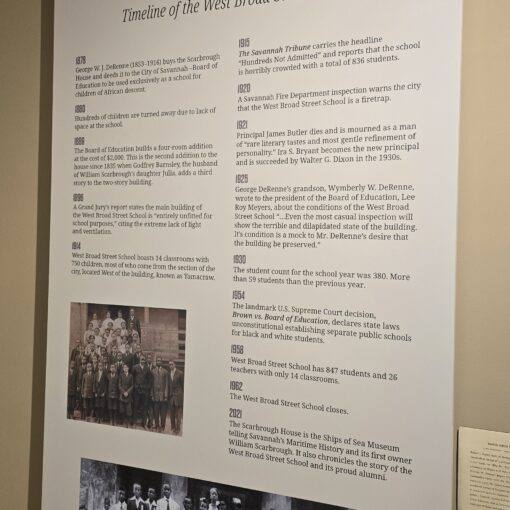 Timeline of the West Broad
1878
George W. J. DeRenne (1853-1916) buys the Scarbrough
House and deeds it to the City of Savannah–Board of
Education to be used exclusively as a school for
children of African descent.
1880
Hundreds of children are turned away due to lack of
space at the school.
The Board of Education builds a four-room addition
at the cost of $2,000. This is the second addition to the
house since 1835 when Godfrey Barnsley, the husband
of William Scarbrough's daughter Julia, adds a third
story to the two-story building.
1896
A Grand Jury's report states the main building of
the West Broad Street School is "entirely unfitted for
school purposes," citing the extreme lack of light
and ventilation.
1914
West Broad Street School boasts 14 classrooms with
750 children, most of who come from the section of the
city, located West of the building, known as Yamacraw.
1915
The Savannah Tribune carries the headline
"Hundreds Not Admitted" and reports that the school
is horribly crowded with a total of 836 students.
1920
A Savannah Fire Department inspection warns the city
that the West Broad Street School is a firetrap.
1921
Principal James Butler dies and is mourned as a man
of "rare literary tastes and most gentle refinement of
personality." Ira S. Bryant becomes the new principal
and is succeeded by Walter G. Dixon in the 1930s.
1925
George DeRenne's grandson, Wymberly W. DeRenne,
wrote to the president of the Board of Education, Lee
Roy Meyers, about the conditions of the West Broad
Street School "...Even the most casual inspection will
show the terrible and dilapidated state of the building.
It's condition is a mock to Mr. DeRenne's desire that
the building be preserved."
1930
The student count for the school year was 380. More
than 59 students than the previous year.
1954
The landmark U.S. Supreme Court decision,
Brown vs. Board of Education, declares state laws
unconstitutional establishing separate public schools
for black and white students.
1958
West Broad Street School has 847 students and 26
teachers with only 14 classrooms.
1962
The West Broad Street School closes.
2021
The Scarbrough House is the Ships of Sea Museum
telling Savannah's Maritime History and its first owner
William Scarbrough. It also chronicles the story of the
West Broad Street School and its proud alumni.